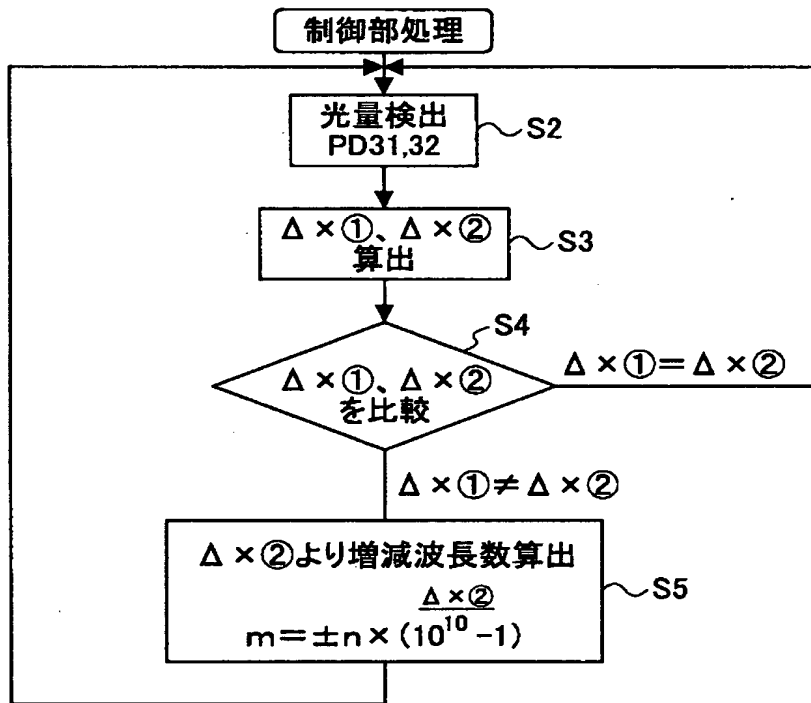 制御部処理
光量検出
PD31,32
S2
Δ×①、Δ×②
算出
S3
S4
Δ×①、Δ×②
を比較
Δ×①=Δ×②
Δ×①≠Δ×②
Δ×②より増減波長数算出
m=±n×(10^(Δ×②/10)-1)
S5